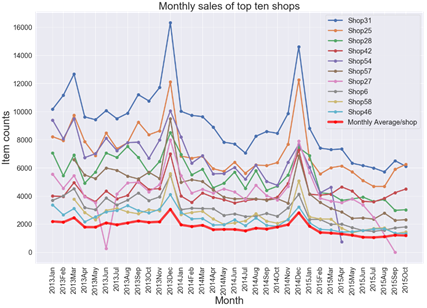 Monthly sales of top ten shops
Item counts
16000
14000
12000
10000
8000
6000
4000
2000
0
Shop31
Shop25
Shop28
Shop42
Shop54
Shop57
Shop27
Shop6
Shop58
Shop46
Monthly Average/shop
2013Jan
2013Feb
2013Mar
2013Apr
2013May
2013Jun
2013Jul
2013Aug
2013Sep
2013Oct
2013Nov
2013Dec
2014Jan
2014Feb
2014Mar
2014Apr
2014May
2014Jun
2014Jul
2014Aug
2014Sep
2014Oct
2014Nov
2014Dec
2015Jan
2015Feb
2015Mar
2015Apr
2015May
2015Jun
2015Jul
2015Aug
2015Sep
2015Oct
Month